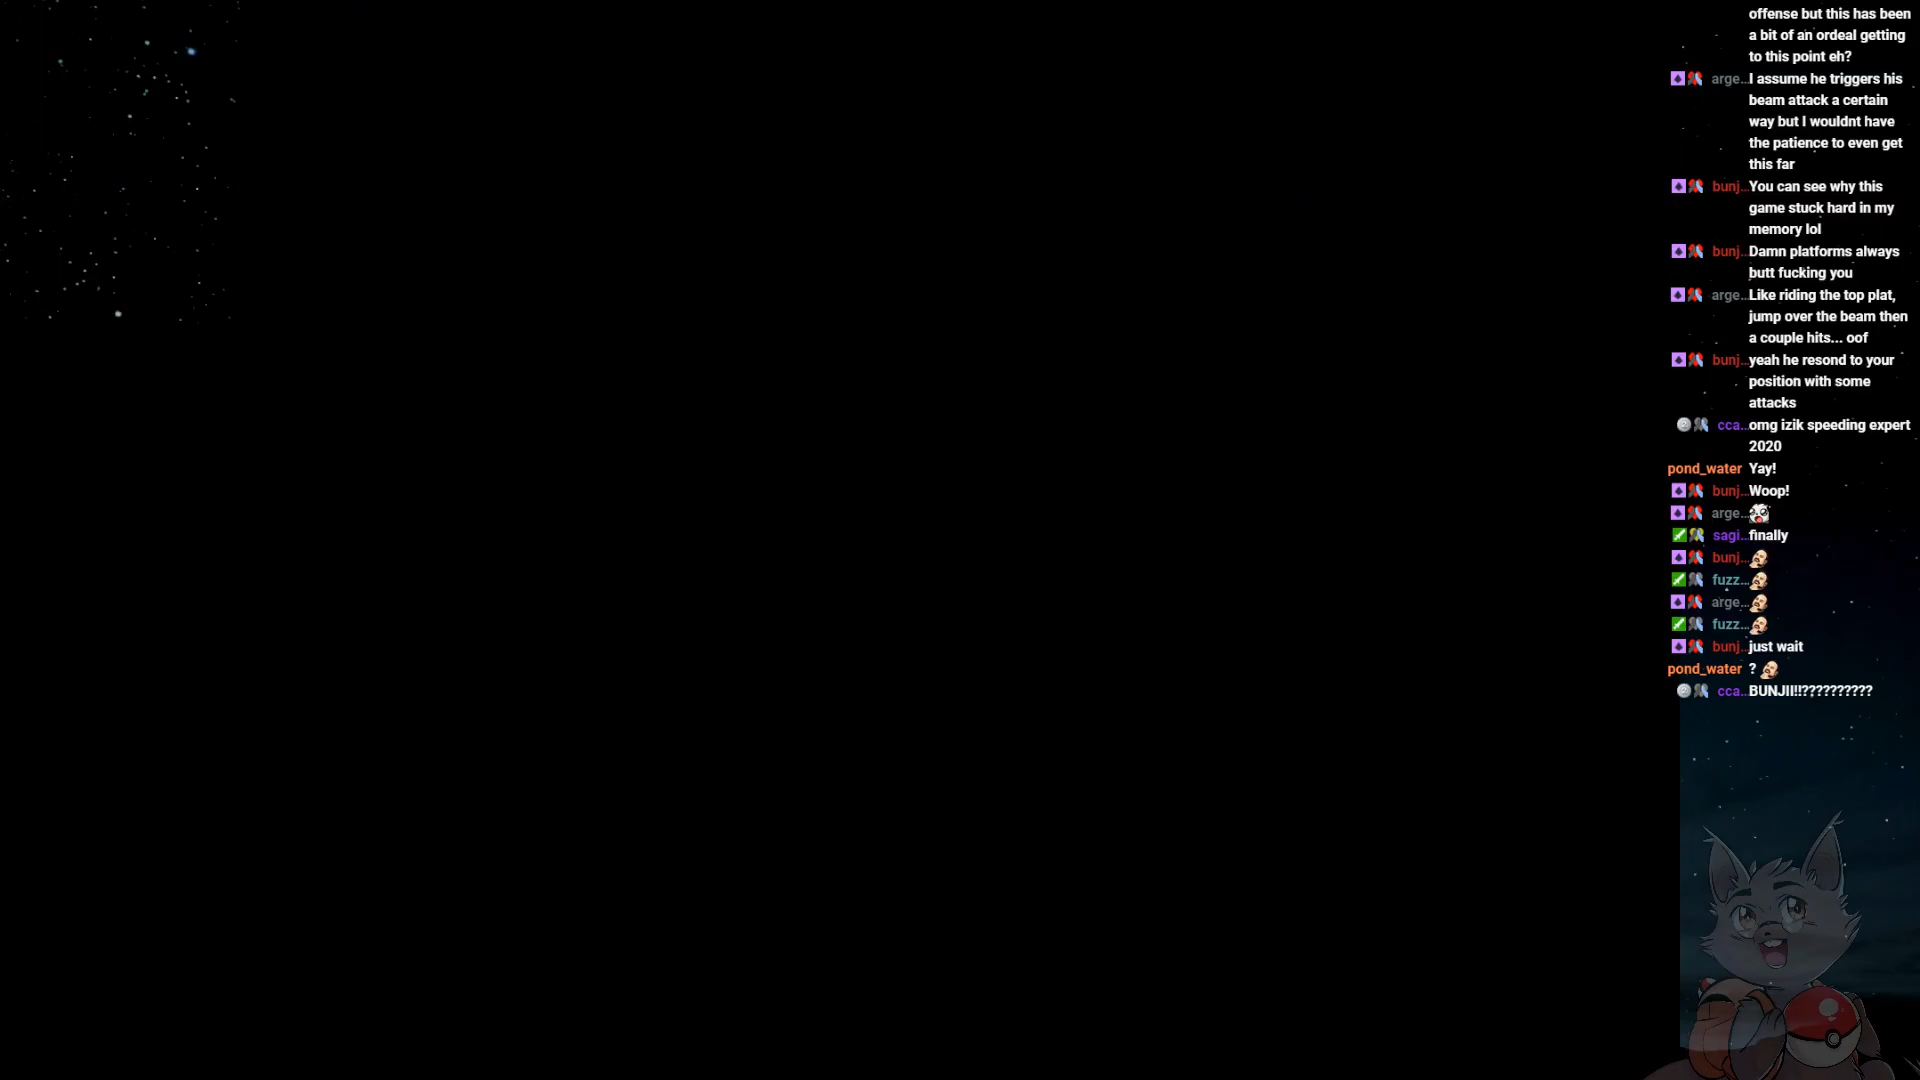 offense but this has been
a bit of an ordeal getting
to this point eh?
arge... I assume he triggers his
beam attack a certain
way but I wouldnt have
the patience to even get
this far
bunj... You can see why this
game stuck hard in my
memory lol
bunj... Damn platforms always
butt fucking you
arge... Like riding the top plat,
jump over the beam then
a couple hits... oof
bunj... yeah he resond to your
position with some
attacks
cca... omg izik speeding expert
2020
pond_water Yay!
bunj... Woop!
arge...
sagi... finally
bunj...
fuzz...
arge...
fuzz...
bunj... just wait
pond_water ?
cca... BUNJII!!??????????